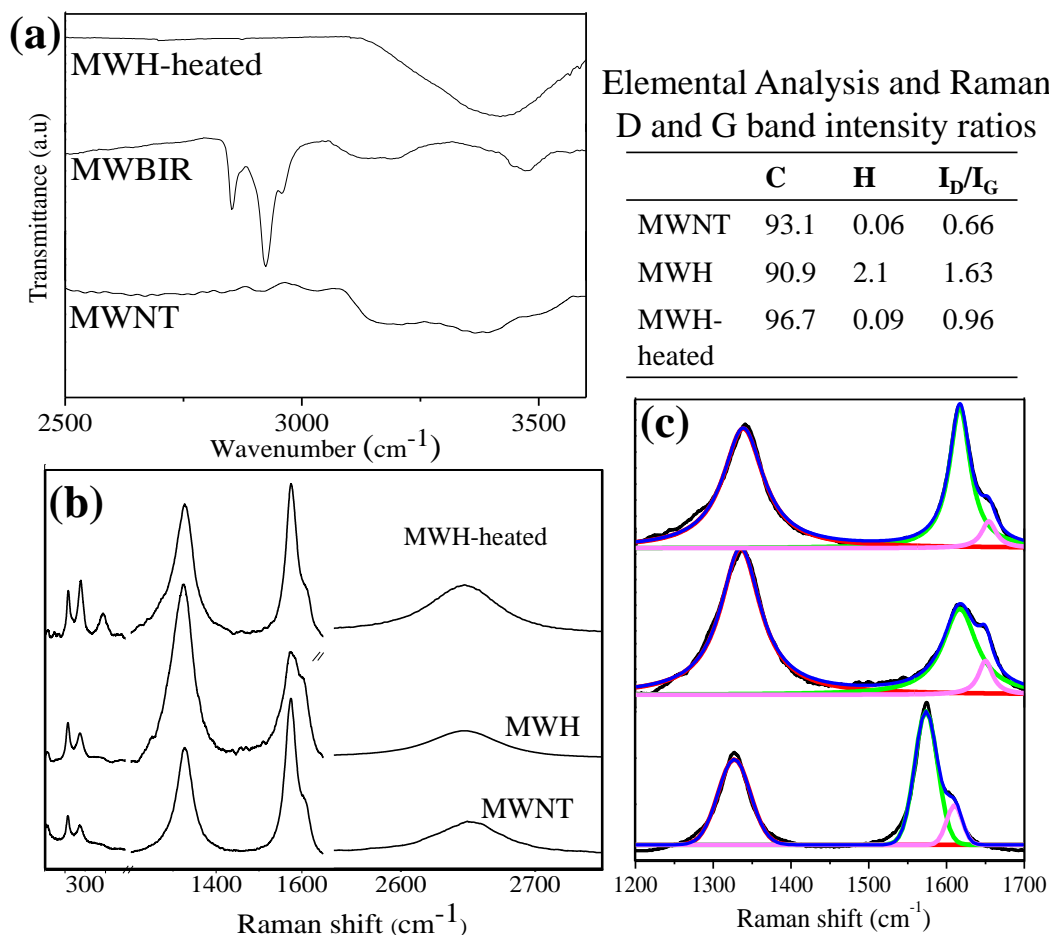 (a)
MWH-heated
MWBIR
MWNT
Transmittance (a.u)
2500 3000 3500
Wavenumber (cm-1)
Elemental Analysis and Raman
D and G band intensity ratios
C H ID/IG
MWNT 93.1 0.06 0.66
MWH 90.9 2.1 1.63
MWH- 96.7 0.09 0.96
heated
(b)
MWH-heated
MWH
MWNT
300 1400 1600 2600 2700
Raman shift (cm-1)
(c)
1200 1300 1400 1500 1600 1700
Raman shift (cm-1)